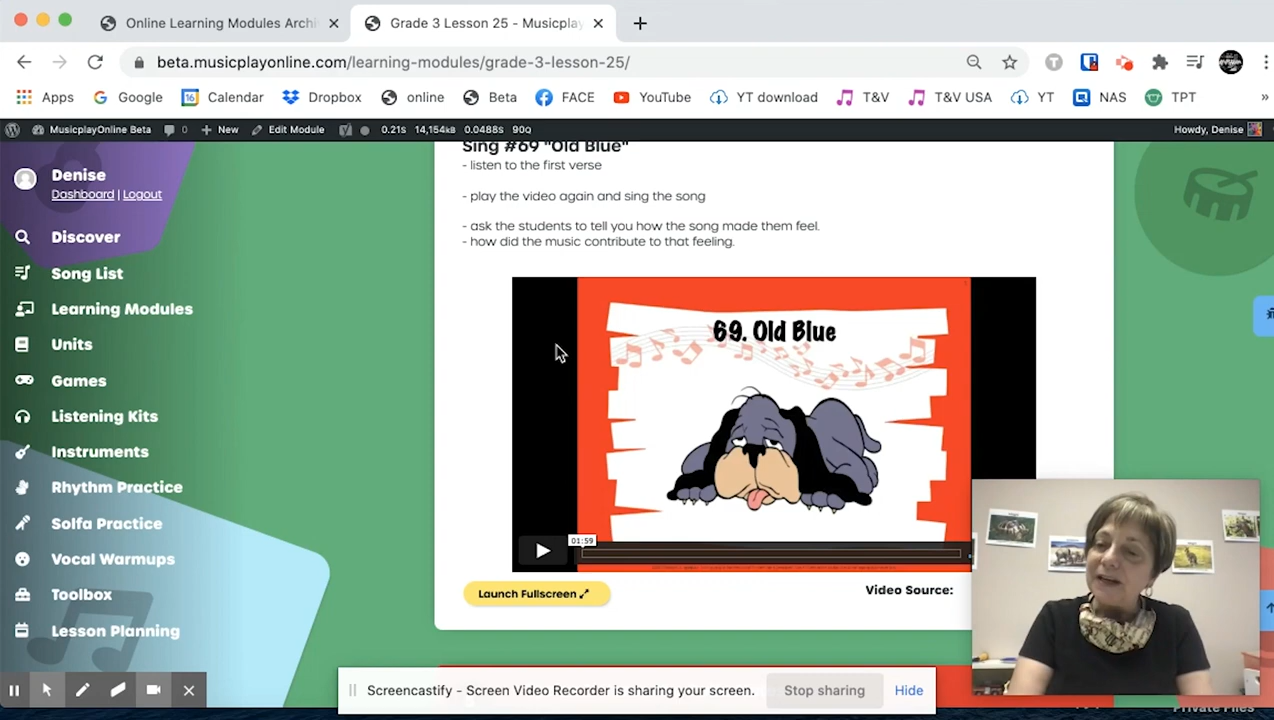 Online Learning Modules Archi
Grade 3 Lesson 25 - Musicplay
beta.musicplayonline.com/learning-modules/grade-3-lesson-25/
Apps Google Calendar Dropbox online Beta FACE YouTube YT download T&V T&V USA YT NAS TPT »
MusicplayOnline Beta 0 New Edit Module 0.21S 14,154KB 0.0488S 90Q Howdy, Denise
Denise
Dashboard | Logout
Discover
Song List
Learning Modules
Units
Games
Listening Kits
Instruments
Rhythm Practice
Solfa Practice
Vocal Warmups
Toolbox
Lesson Planning
Sing #69 "Old Blue"
- listen to the first verse
- play the video again and sing the song
- ask the students to tell you how the song made them feel.
- how did the music contribute to that feeling.
69. Old Blue
01:59
Launch Fullscreen
Video Source:
Screencastify - Screen Video Recorder is sharing your screen. Stop sharing Hide
Private Files